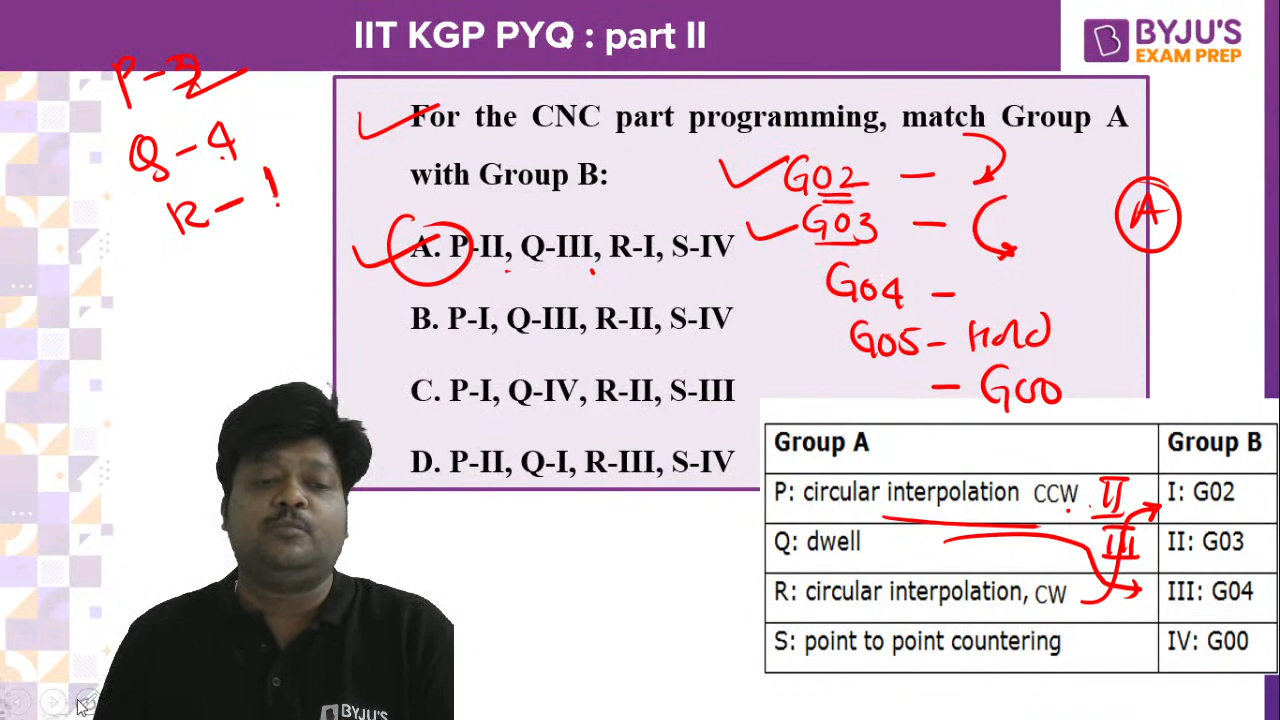 IIT KGP PYQ : part II
BYJU'S
EXAM PREP
P-2
Q-4
R-1
For the CNC part programming, match Group A
with Group B:
A. P-II, Q-III, R-I, S-IV
B. P-I, Q-III, R-II, S-IV
C. P-I, Q-IV, R-II, S-III
D. P-II, Q-I, R-III, S-IV
G02 -
G03 -
G04 -
G05 - Hold
- G00
A
Group A Group B
P: circular interpolation CCW II I: G02
Q: dwell III II: G03
R: circular interpolation, CW III: G04
S: point to point countering IV: G00
BYJU'S